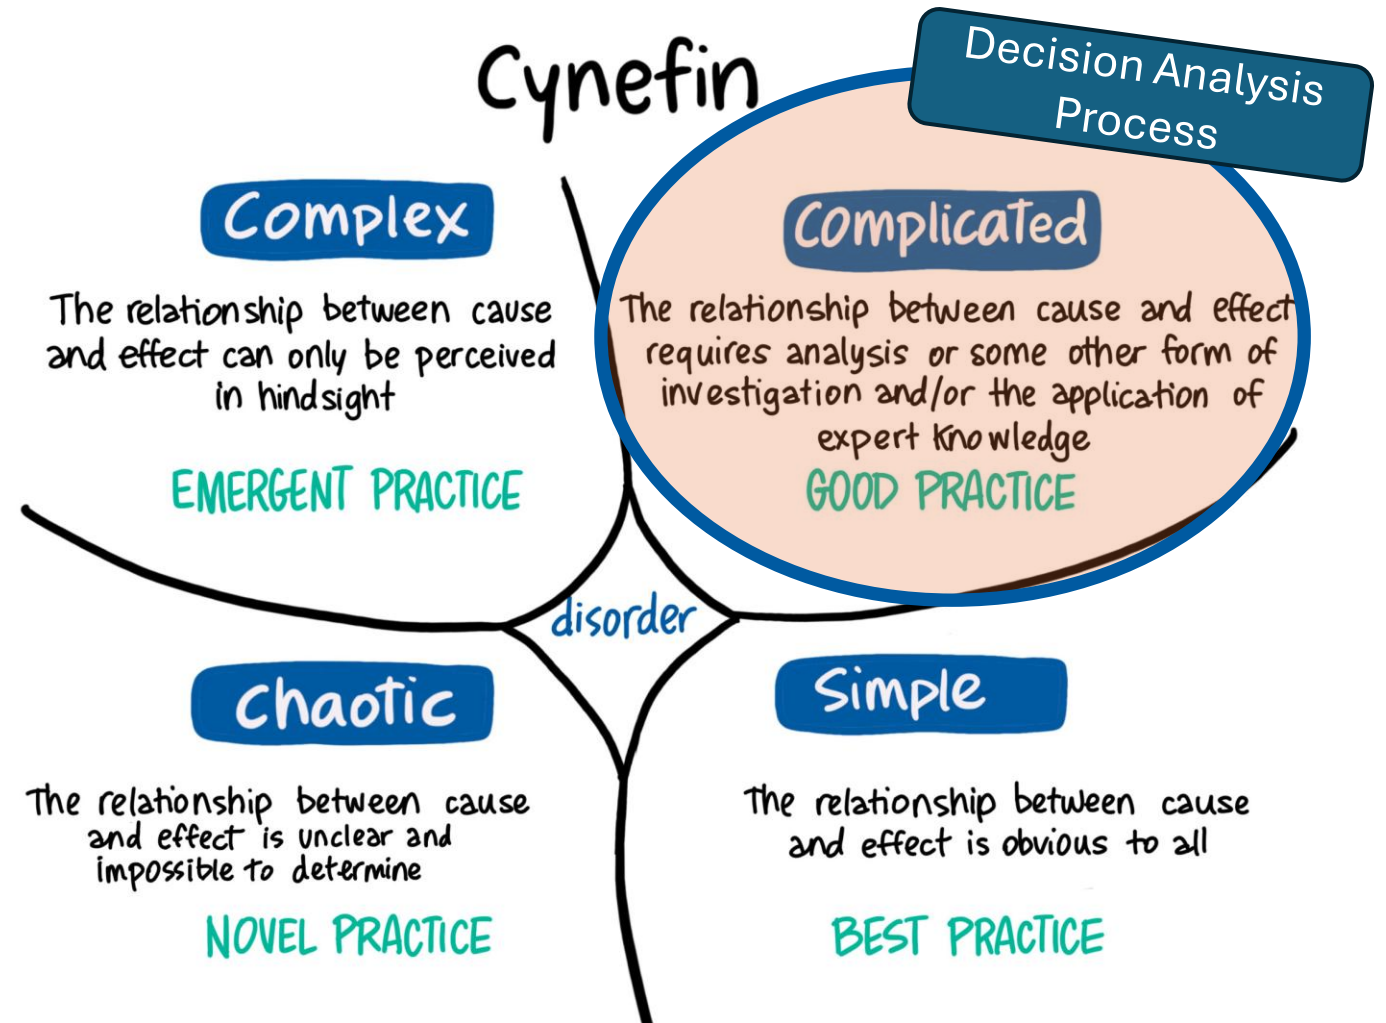 Cynefin
Decision Analysis
Process
Complex
The relationship between cause
and effect can only be perceived
in hindsight
EMERGENT PRACTICE
Complicated
The relationship between cause and effect
requires analysis or some other form of
investigation and/or the application of
expert knowledge
GOOD PRACTICE
disorder
Chaotic
The relationship between cause
and effect is unclear and
impossible to determine
NOVEL PRACTICE
Simple
The relationship between cause
and effect is obvious to all
BEST PRACTICE